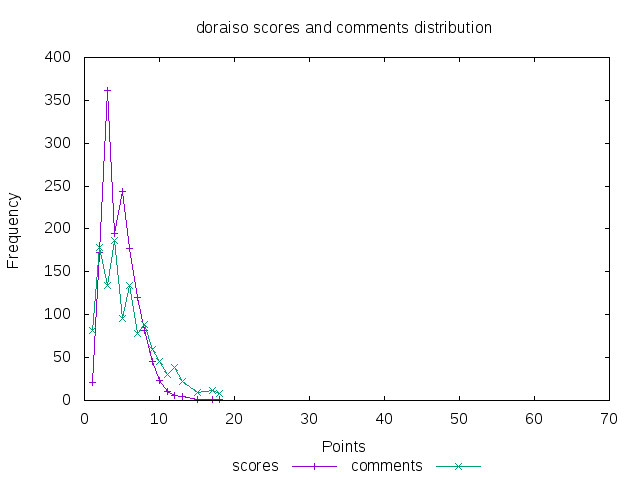 doraiso scores and comments distribution
400
350
300
250
200
150
100
50
0
Frequency
0 10 20 30 40 50 60 70
Points
scores comments